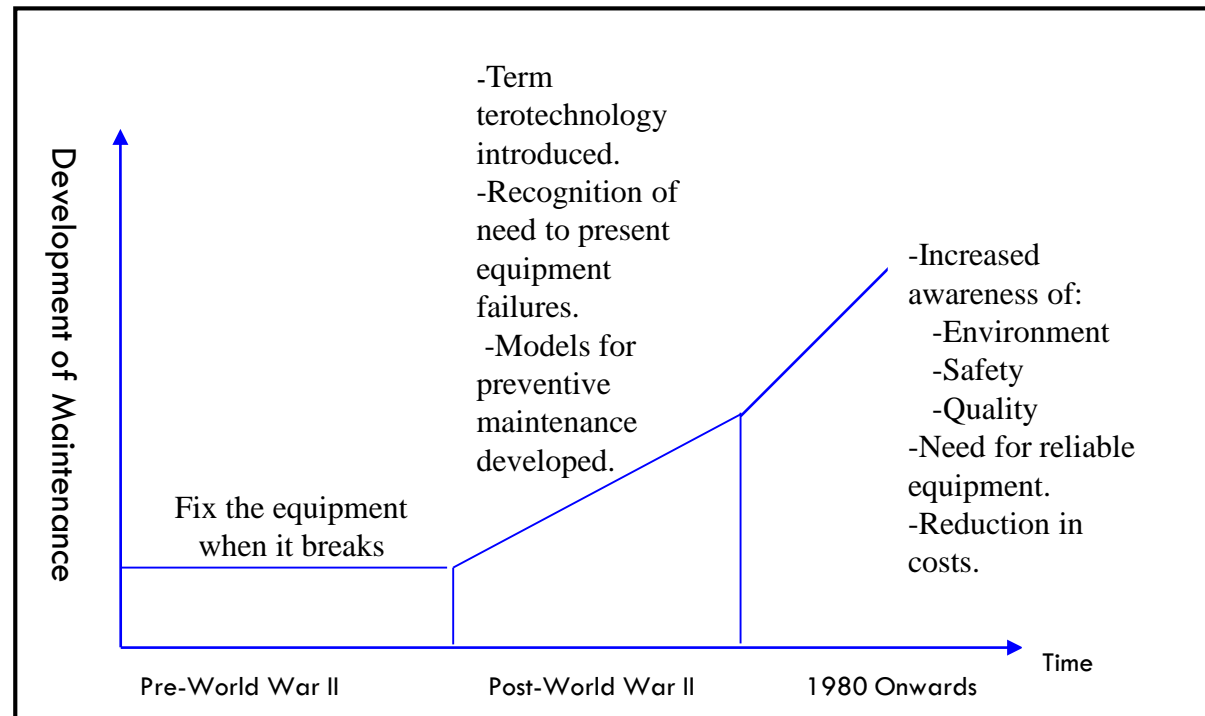 Development of Maintenance
-Term
terotechnology
introduced.
-Recognition of
need to present
equipment
failures.
-Models for
preventive
maintenance
developed.
Fix the equipment
when it breaks
-Increased
awareness of:
-Environment
-Safety
-Quality
-Need for reliable
equipment.
-Reduction in
costs.
Time
Pre-World War II
Post-World War II
1980 Onwards